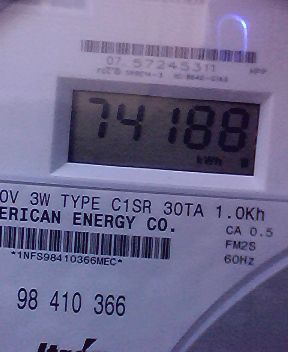 07 57245311
74188
kWh
0V 3W TYPE C1SR 30TA 1.0Kh
ERICAN ENERGY CO. CA 0.5
FM2S
*1NFS98410366MEC* 60Hz
98 410 366